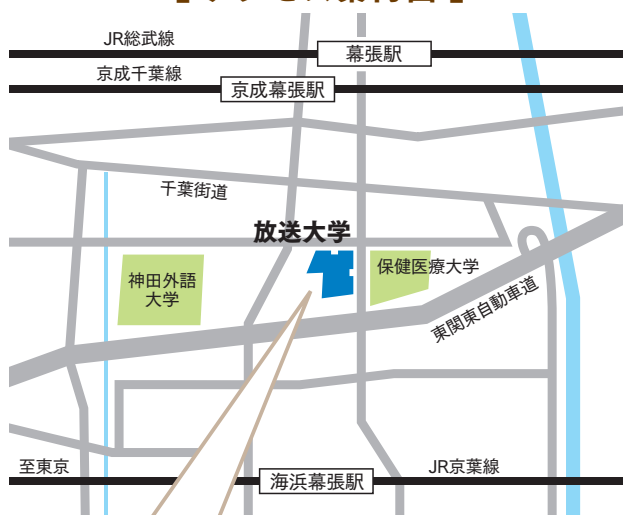 JR総武線
幕張駅
京成千葉線
京成幕張駅
千葉街道
放送大学
保健医療大学
神田外語
大学
東関東自動車道
至東京
海浜幕張駅
JR京葉線